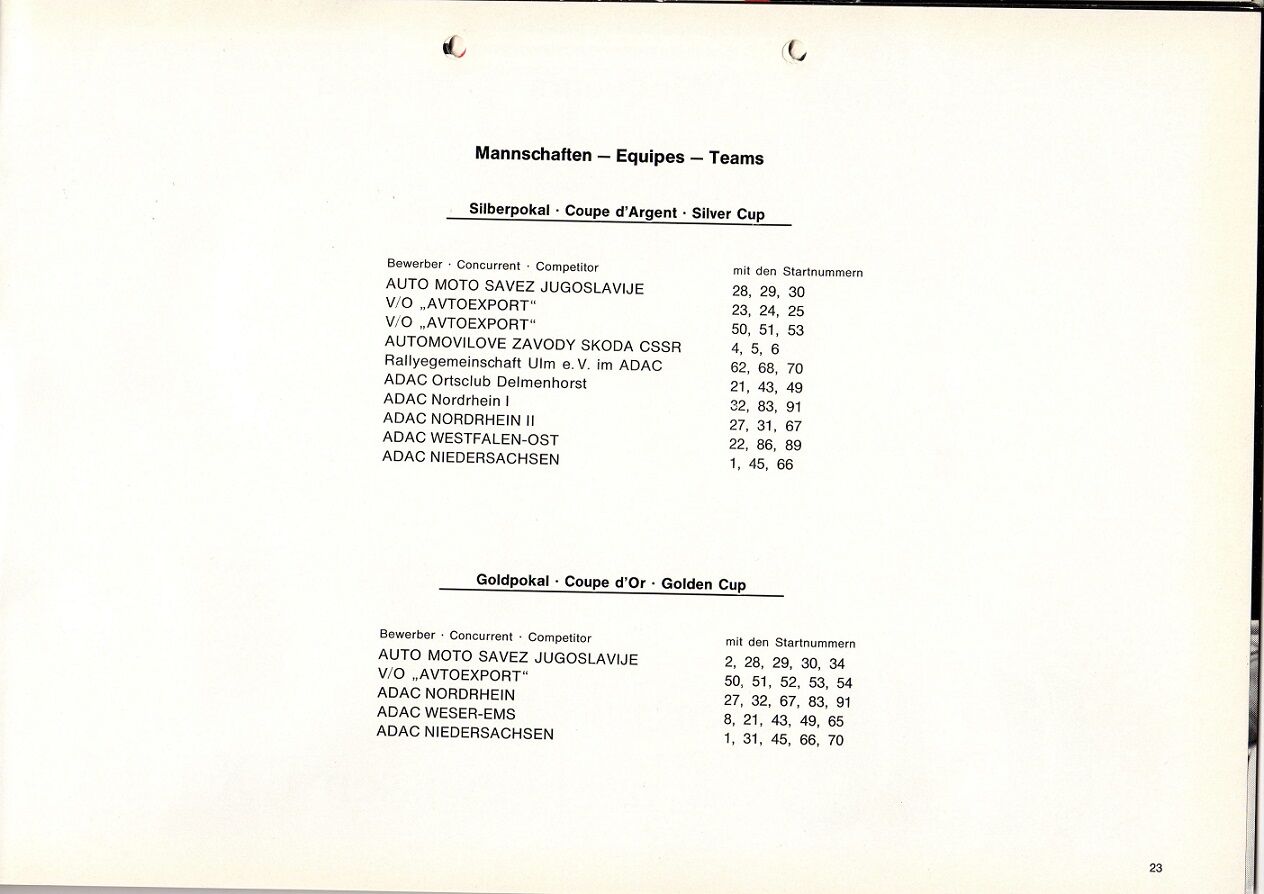 Mannschaften — Equipes — Teams
Silberpokal · Coupe d'Argent · Silver Cup
Bewerber · Concurrent · Competitor mit den Startnummern
AUTO MOTO SAVEZ JUGOSLAVIJE 28, 29, 30
V/O „AVTOEXPORT“ 23, 24, 25
V/O „AVTOEXPORT“ 50, 51, 53
AUTOMOVILOVE ZAVODY SKODA CSSR 4, 5, 6
Rallyegemeinschaft Ulm e. V. im ADAC 62, 68, 70
ADAC Ortsclub Delmenhorst 21, 43, 49
ADAC Nordrhein I 32, 83, 91
ADAC NORDRHEIN II 27, 31, 67
ADAC WESTFALEN-OST 22, 86, 89
ADAC NIEDERSACHSEN 1, 45, 66
Goldpokal · Coupe d'Or · Golden Cup
Bewerber · Concurrent · Competitor mit den Startnummern
AUTO MOTO SAVEZ JUGOSLAVIJE 2, 28, 29, 30, 34
V/O „AVTOEXPORT“ 50, 51, 52, 53, 54
ADAC NORDRHEIN 27, 32, 67, 83, 91
ADAC WESER-EMS 8, 21, 43, 49, 65
ADAC NIEDERSACHSEN 1, 31, 45, 66, 70
23